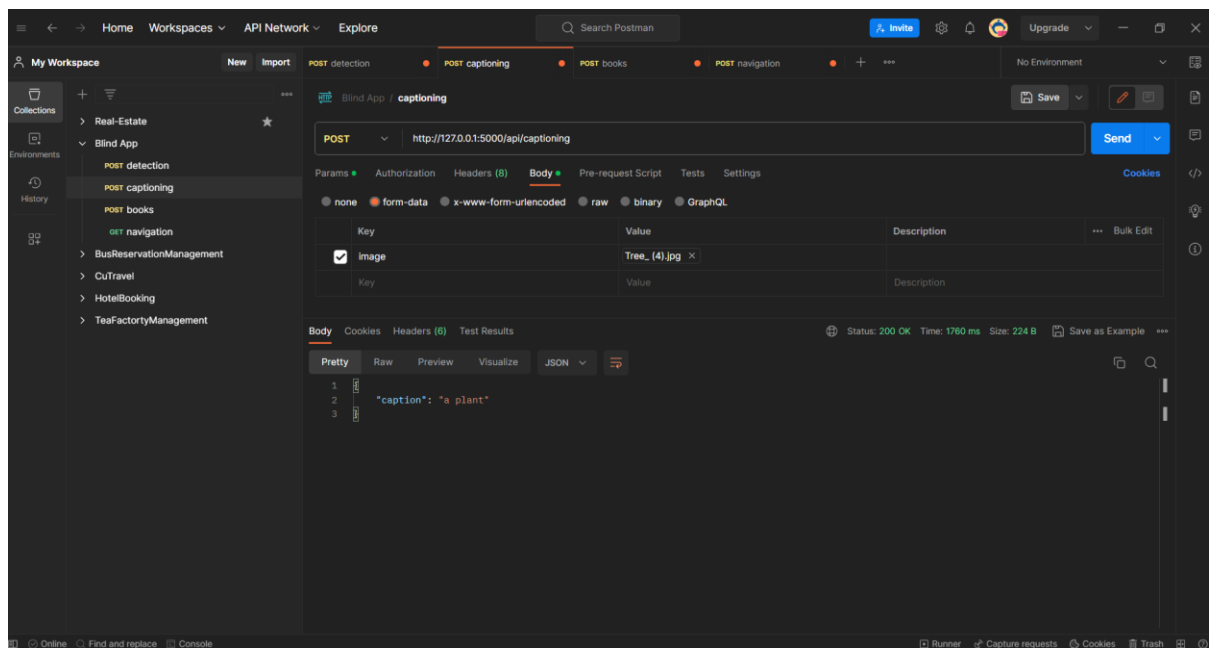 Home Workspaces API Network Explore Search Postman Invite Upgrade
My Workspace New Import POST detection POST captioning POST books POST navigation No Environment
Collections
Environments
History
Real-Estate
Blind App
POST detection
POST captioning
POST books
GET navigation
BusReservationManagement
CuTravel
HotelBooking
TeaFactortyManagement
HTTP Blind App / captioning Save
POST http://127.0.0.1:5000/api/captioning Send
Params Authorization Headers (8) Body Pre-request Script Tests Settings Cookies
none form-data x-www-form-urlencoded raw binary GraphQL
Key Value Description Bulk Edit
image Tree_ (4).jpg
Key Value Description
Body Cookies Headers (6) Test Results Status: 200 OK Time: 1760 ms Size: 224 B Save as Example
Pretty Raw Preview Visualize JSON
1 {
2 "caption": "a plant"
3 }
Online Find and replace Console Runner Capture requests Cookies Trash